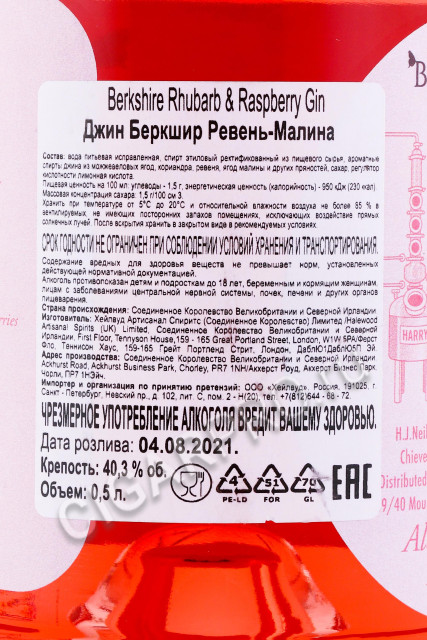 Berkshire Rhubarb & Raspberry Gin
Джин Беркшир Ревень-Малина
Состав: вода питьевая исправленная, спирт этиловый ректификованный из пищевого сырья, ароматные
спирты джина из можжевеловых ягод, кориандра, ревеня, ягод малины и других пряностей, сахар, регулятор
кислотности лимонная кислота.
Пищевая ценность на 100 мл: углеводы - 1,5 г, энергетическая ценность (калорийность) - 950 кДж (230 ккал).
Массовая концентрация сахара: 1,5 г/100 см 3.
Хранить при температуре от 5°С до 20°С и относительной влажности воздуха не более 85 % в
вентилируемых, не имеющих посторонних запахов помещениях, исключающих воздействие прямых
солнечных лучей. После вскрытия хранить в закрытом виде в рекомендуемых условиях.
СРОК ГОДНОСТИ НЕ ОГРАНИЧЕН ПРИ СОБЛЮДЕНИИ УСЛОВИЙ ХРАНЕНИЯ И ТРАНСПОРТИРОВАНИЯ.
Содержание вредных для здоровья веществ не превышает норм, установленных
действующей нормативной документацией.
Алкоголь противопоказан детям и подросткам до 18 лет, беременным и кормящим женщинам,
лицам с заболеваниями центральной нервной системы, почек, печени и других органов
пищеварения.
Страна происхождения: Соединенное Королевство Великобритании и Северной Ирландии.
Изготовитель: Хейлвуд Артисанал Спиритс (Соединенное Королевство) Лимитед /Halewood
Artisanal Spirits (UK) Limited, Соединенное Королевство Великобритании и Северной
Ирландии, First Floor, Tennyson House,159 - 165 Great Portland Street, London, W1W 5PA/Ферст
Фло, Теннисон Хаус, 159-165 Грейт Портленд Стрит, Лондон, Дабл01Дабл05П ЭЙ.
Адрес производства: Соединенное Королевство Великобритании и Северной Ирландии,
Ackhurst Road, Ackhurst Business Park, Chorley, PR7 1NH/Аккерст Роуд, Аккерст Бизнес Парк
Чорли, ПР7 1НЭйч.
Импортер и организация по принятию претензий: ООО «Хейлвуд», Россия, 191025, г.
Санкт - Петербург, Невский пр., д. 102, лит. С, пом. 2 - Н(20), тел.: +7(812)644 - 68 - 72.
ЧРЕЗМЕРНОЕ УПОТРЕБЛЕНИЕ АЛКОГОЛЯ ВРЕДИТ ВАШЕМУ ЗДОРОВЬЮ.
Дата розлива: 04.08.2021.
Крепость: 40,3 % об.
Объем: 0,5 л.
4 51 70
PE-LD FOR GL
EAC
B
HARRY
H.J.Neil
Chieve
Distributed
9/40 Mou
Al
erries